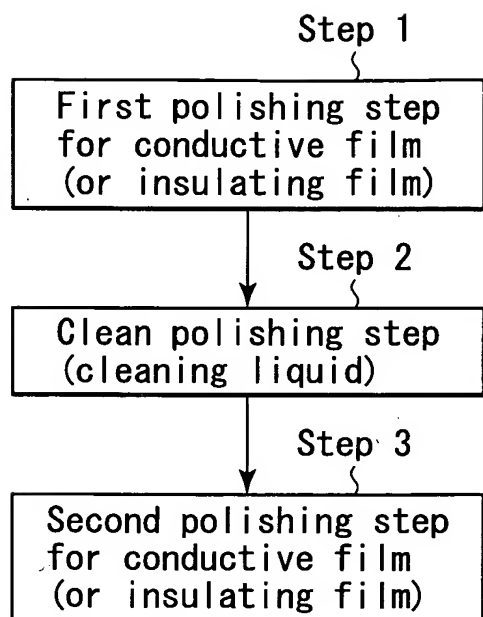 Step 1
First polishing step
for conductive film
(or insulating film)
Step 2
Clean polishing step
(cleaning liquid)
Step 3
Second polishing step
for conductive film
(or insulating film)